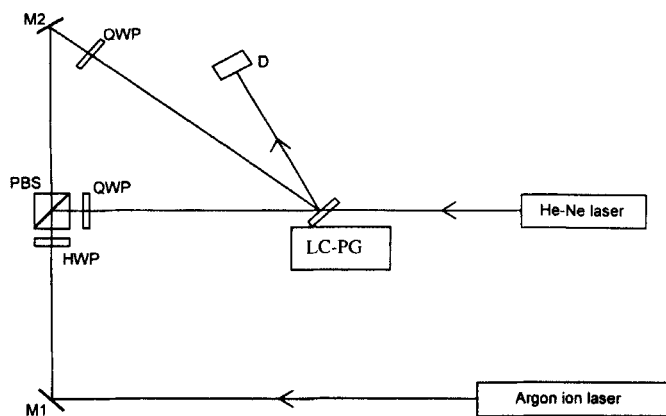 M2
QWP
D
PBS
QWP
He-Ne laser
HWP
LC-PG
M1
Argon ion laser